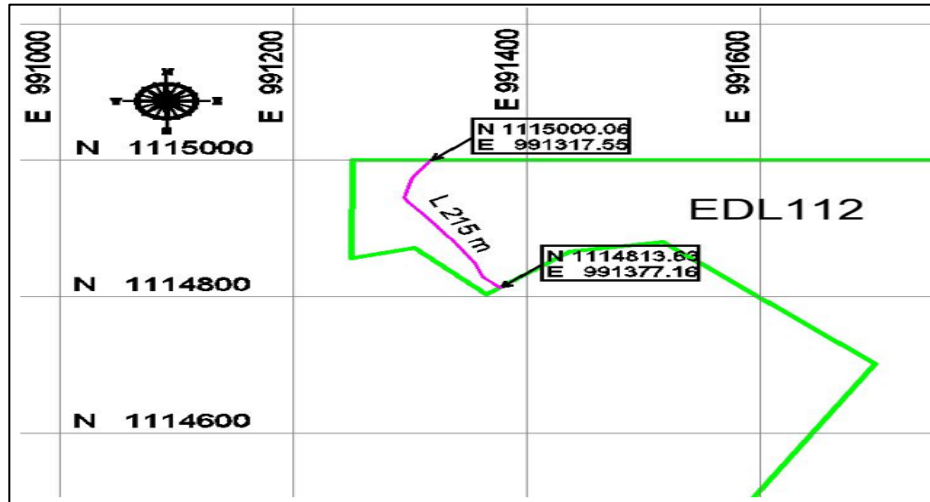 E 991000
E 991200
E 991400
E 991600
N
W
E
S
N 1115000
N 1115000.06
E 991317.55
EDL112
L 215 m
N 1114813.63
E 991377.16
N 1114800
N 1114600